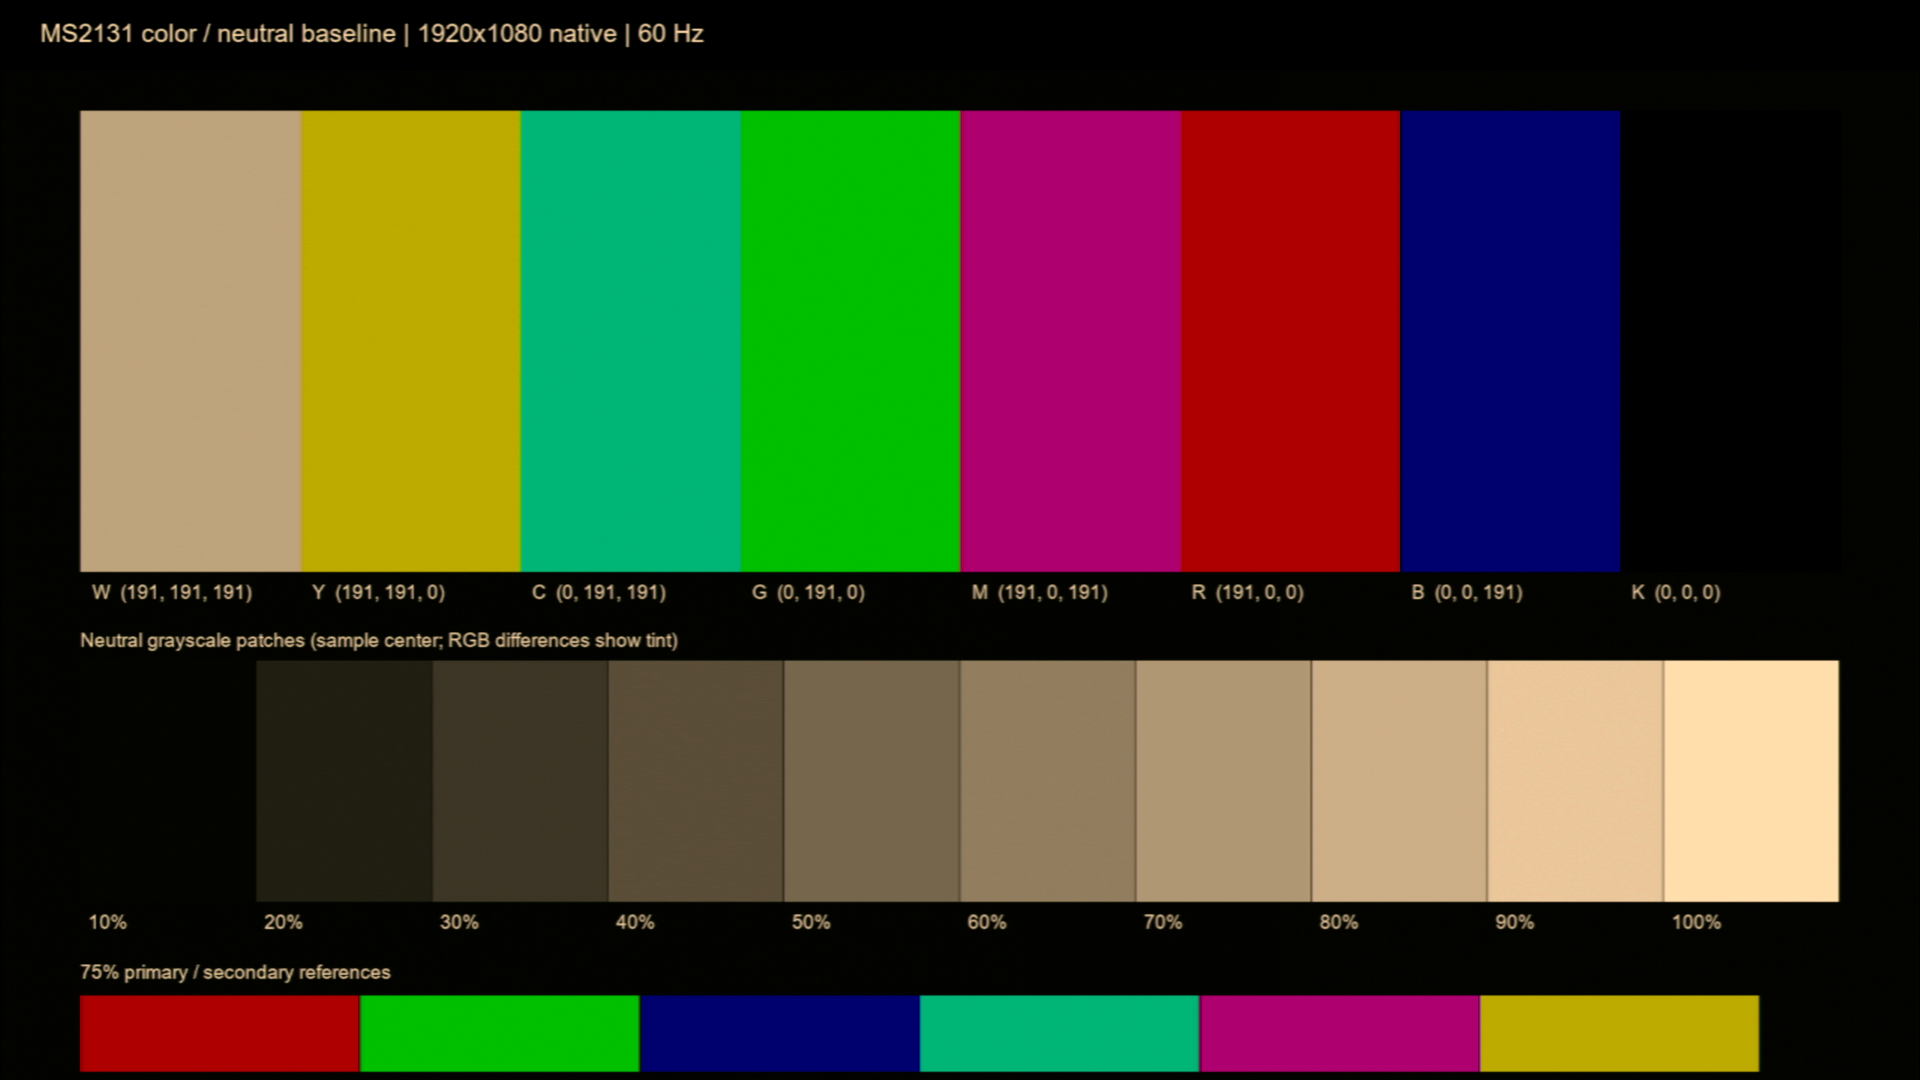 MS2131 color / neutral baseline | 1920x1080 native | 60 Hz
W (191, 191, 191) Y (191, 191, 0) C (0, 191, 191) G (0, 191, 0) M (191, 0, 191) R (191, 0, 0) B (0, 0, 191) K (0, 0, 0)
Neutral grayscale patches (sample center; RGB differences show tint)
10% 20% 30% 40% 50% 60% 70% 80% 90% 100%
75% primary / secondary references